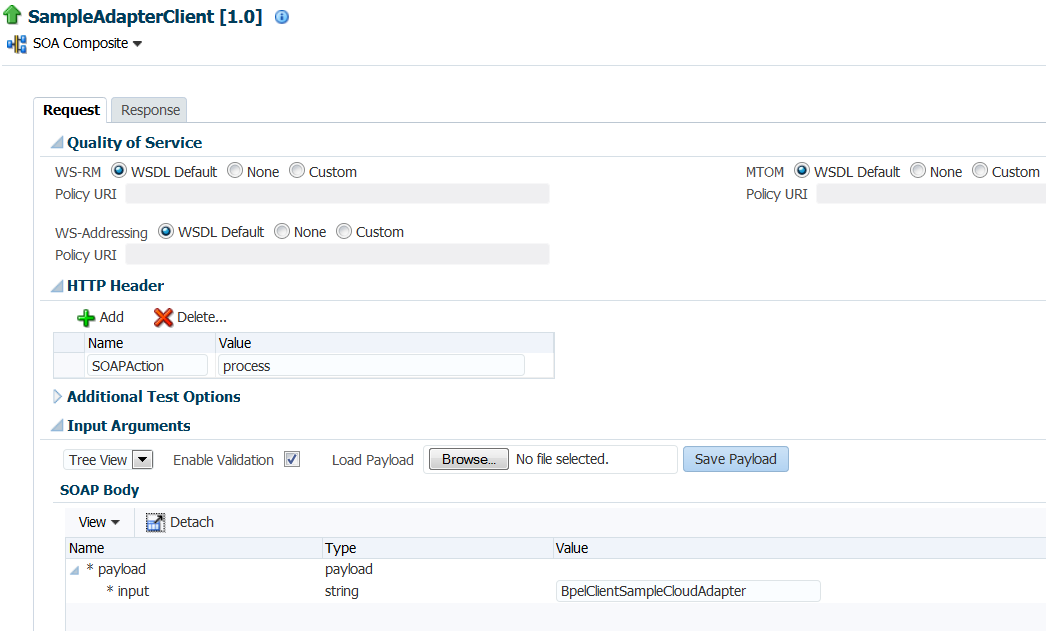 SampleAdapterClient [1.0]
SOA Composite
Request Response
Quality of Service
WS-RM WSDL Default None Custom MTOM WSDL Default None Custom
Policy URI Policy URI
WS-Addressing WSDL Default None Custom
Policy URI
HTTP Header
Add Delete...
Name Value
SOAPAction process
Additional Test Options
Input Arguments
Tree View Enable Validation Load Payload Browse... No file selected. Save Payload
SOAP Body
View Detach
Name Type Value
* payload payload
* input string BpelClientSampleCloudAdapter